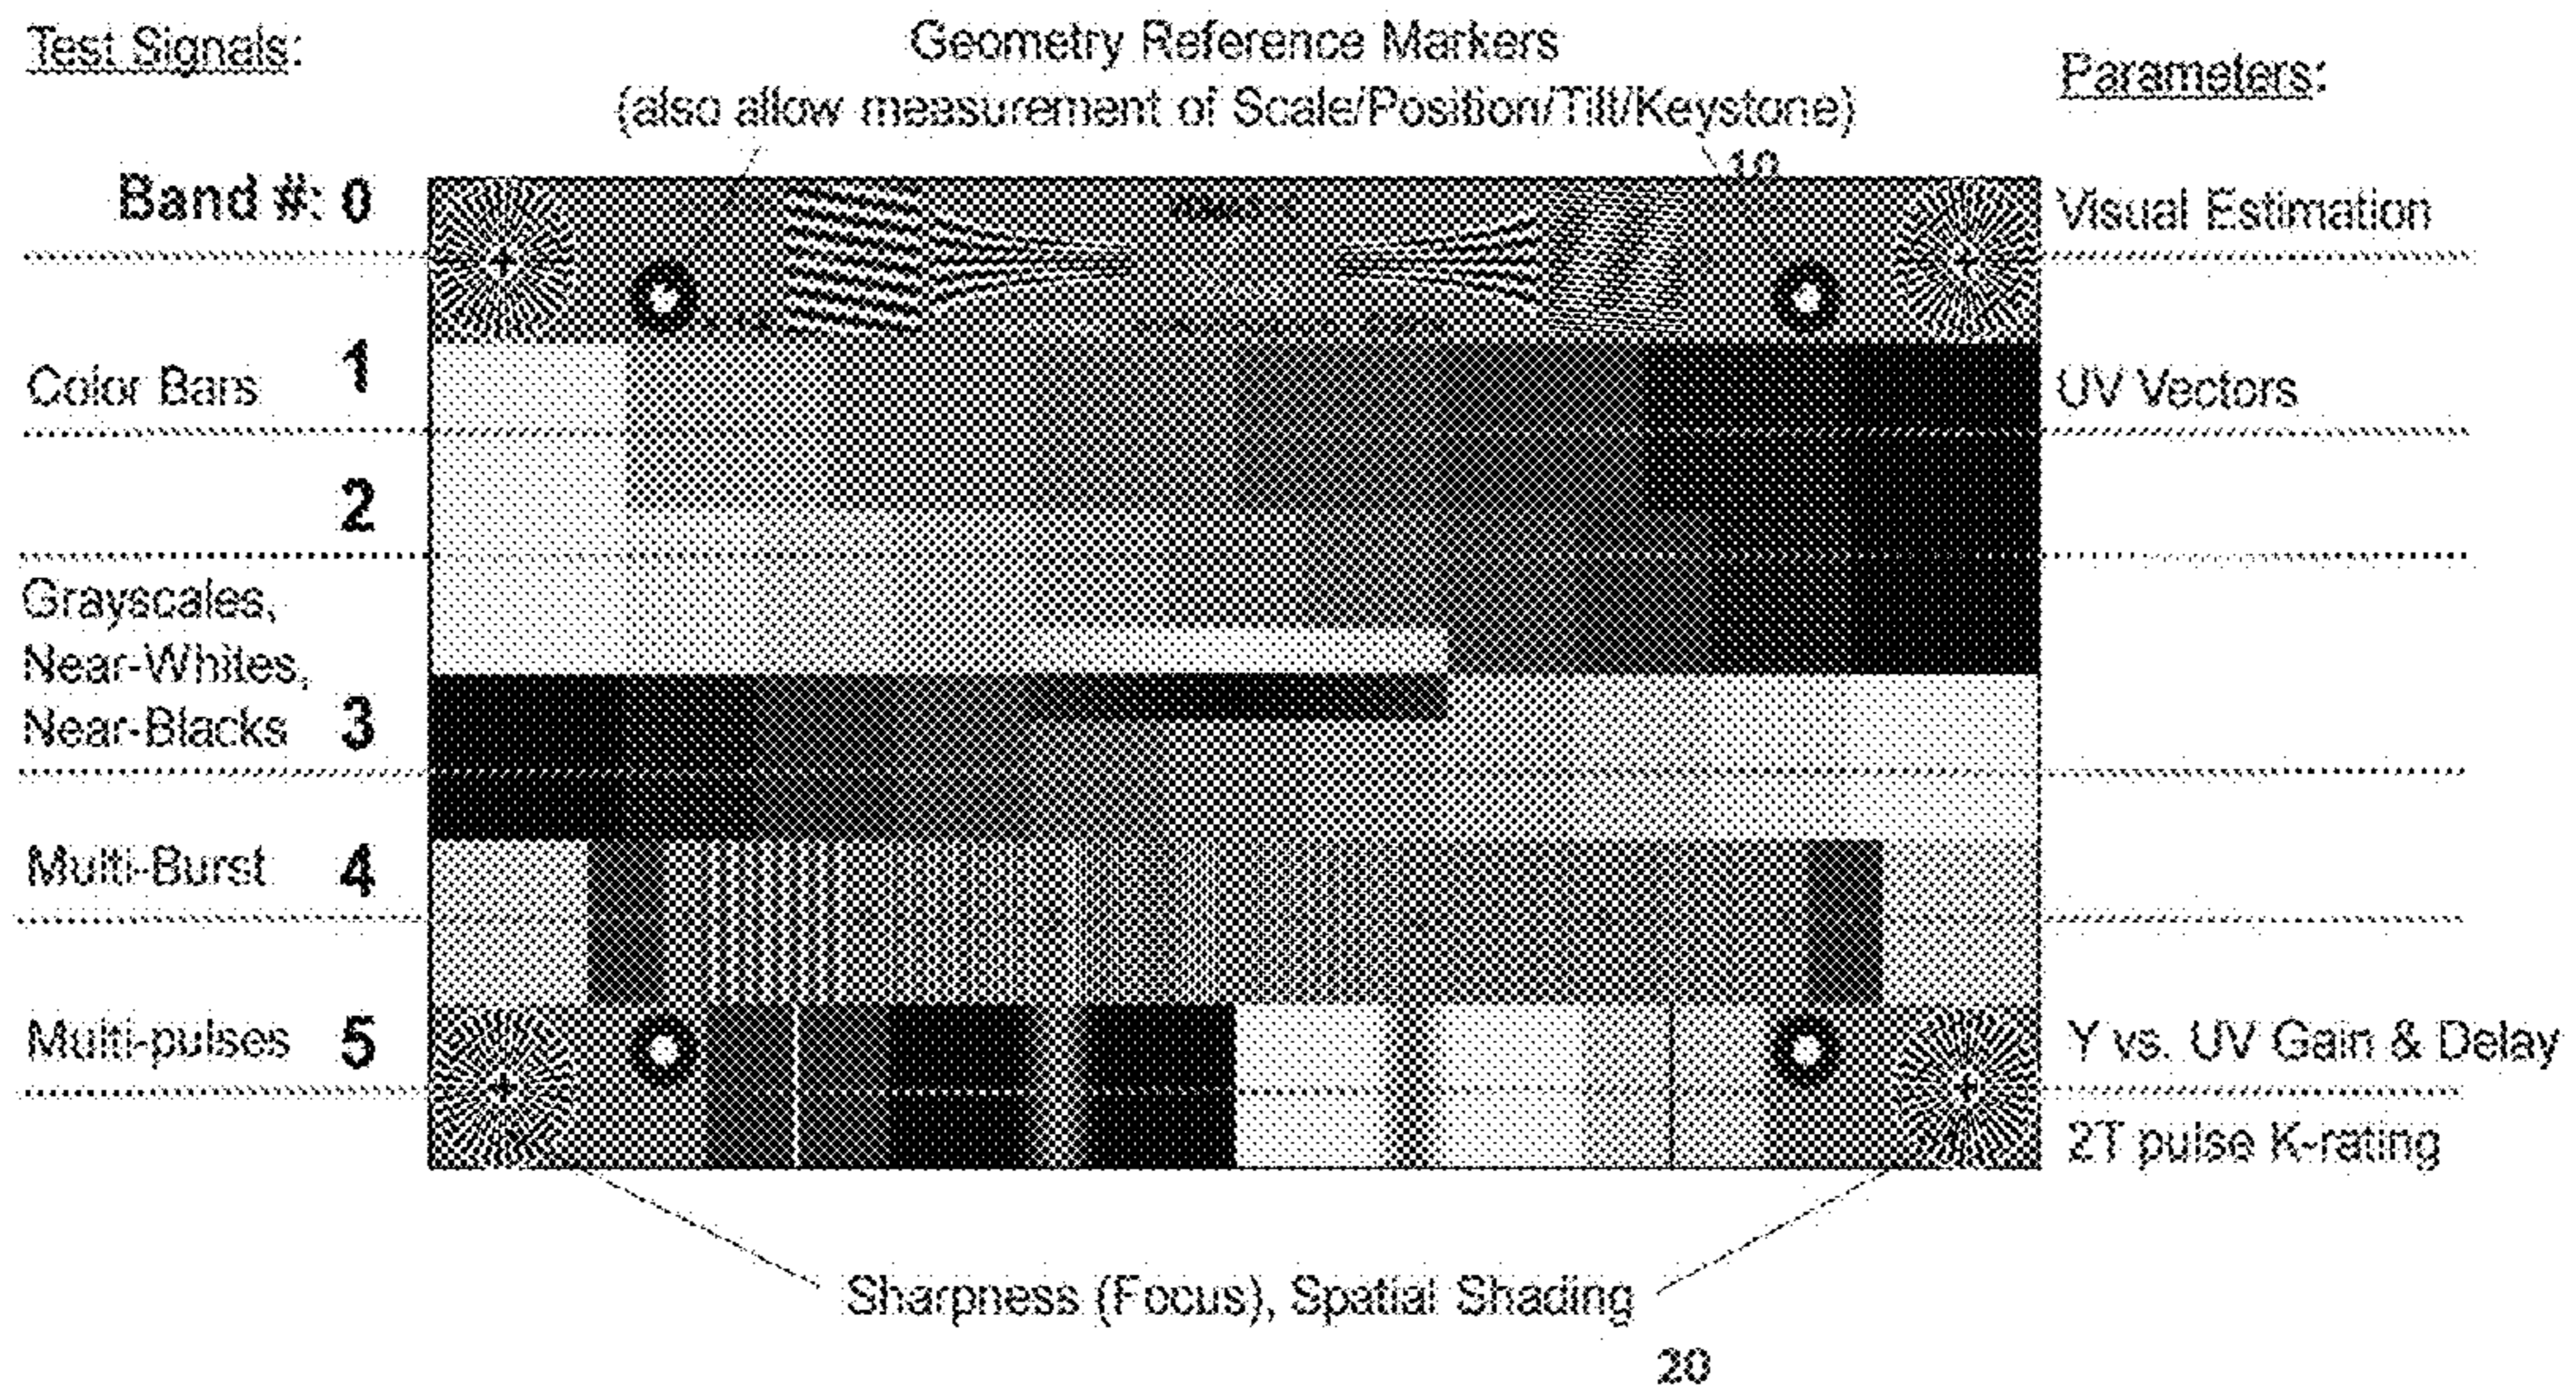 Test Signals:
Geometry Reference Markers
(also allow measurement of Scale/Position/Tilt/Keystone)
Parameters:
10
Band #: 0
Visual Estimation
Color Bars 1
UV Vectors
2
Grayscales,
Near-Whites,
Near-Blacks 3
Multi-Burst 4
Multi-pulses 5
Y vs. UV Gain & Delay
2T pulse K-rating
Sharpness (Focus), Spatial Shading
20